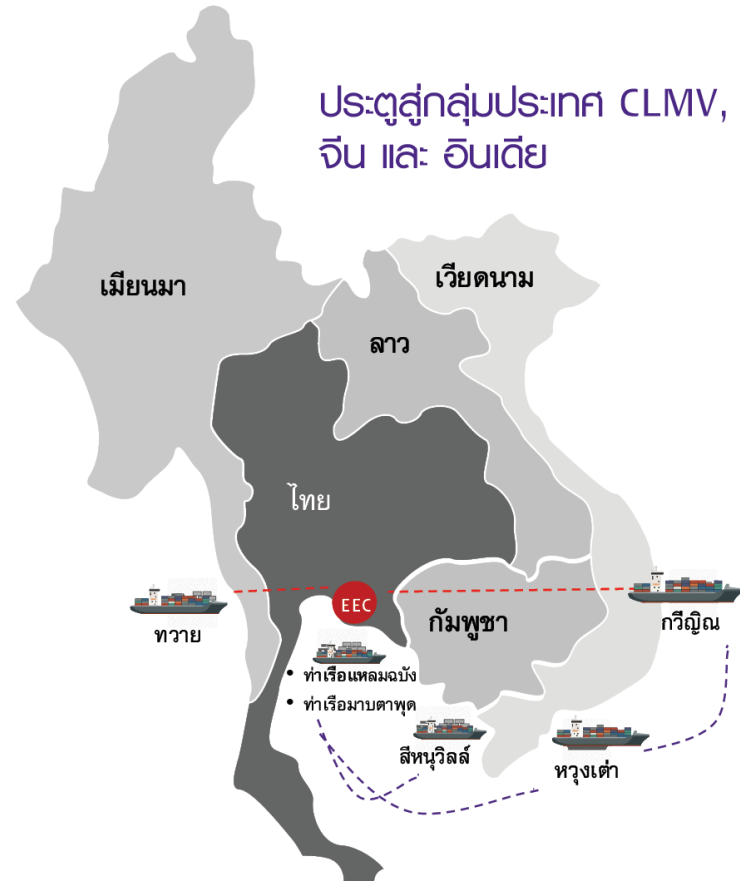 ประตูสู่กลุ่มประเทศ CLMV,
จีน และ อินเดีย
เมียนมา
เวียดนาม
ลาว
ไทย
EEC
กัมพูชา
ทวาย
กวีญิณ
• ท่าเรือแหลมฉบัง
• ท่าเรือมาบตาพุด
สีหนุวิลล์
หวุงเต่า